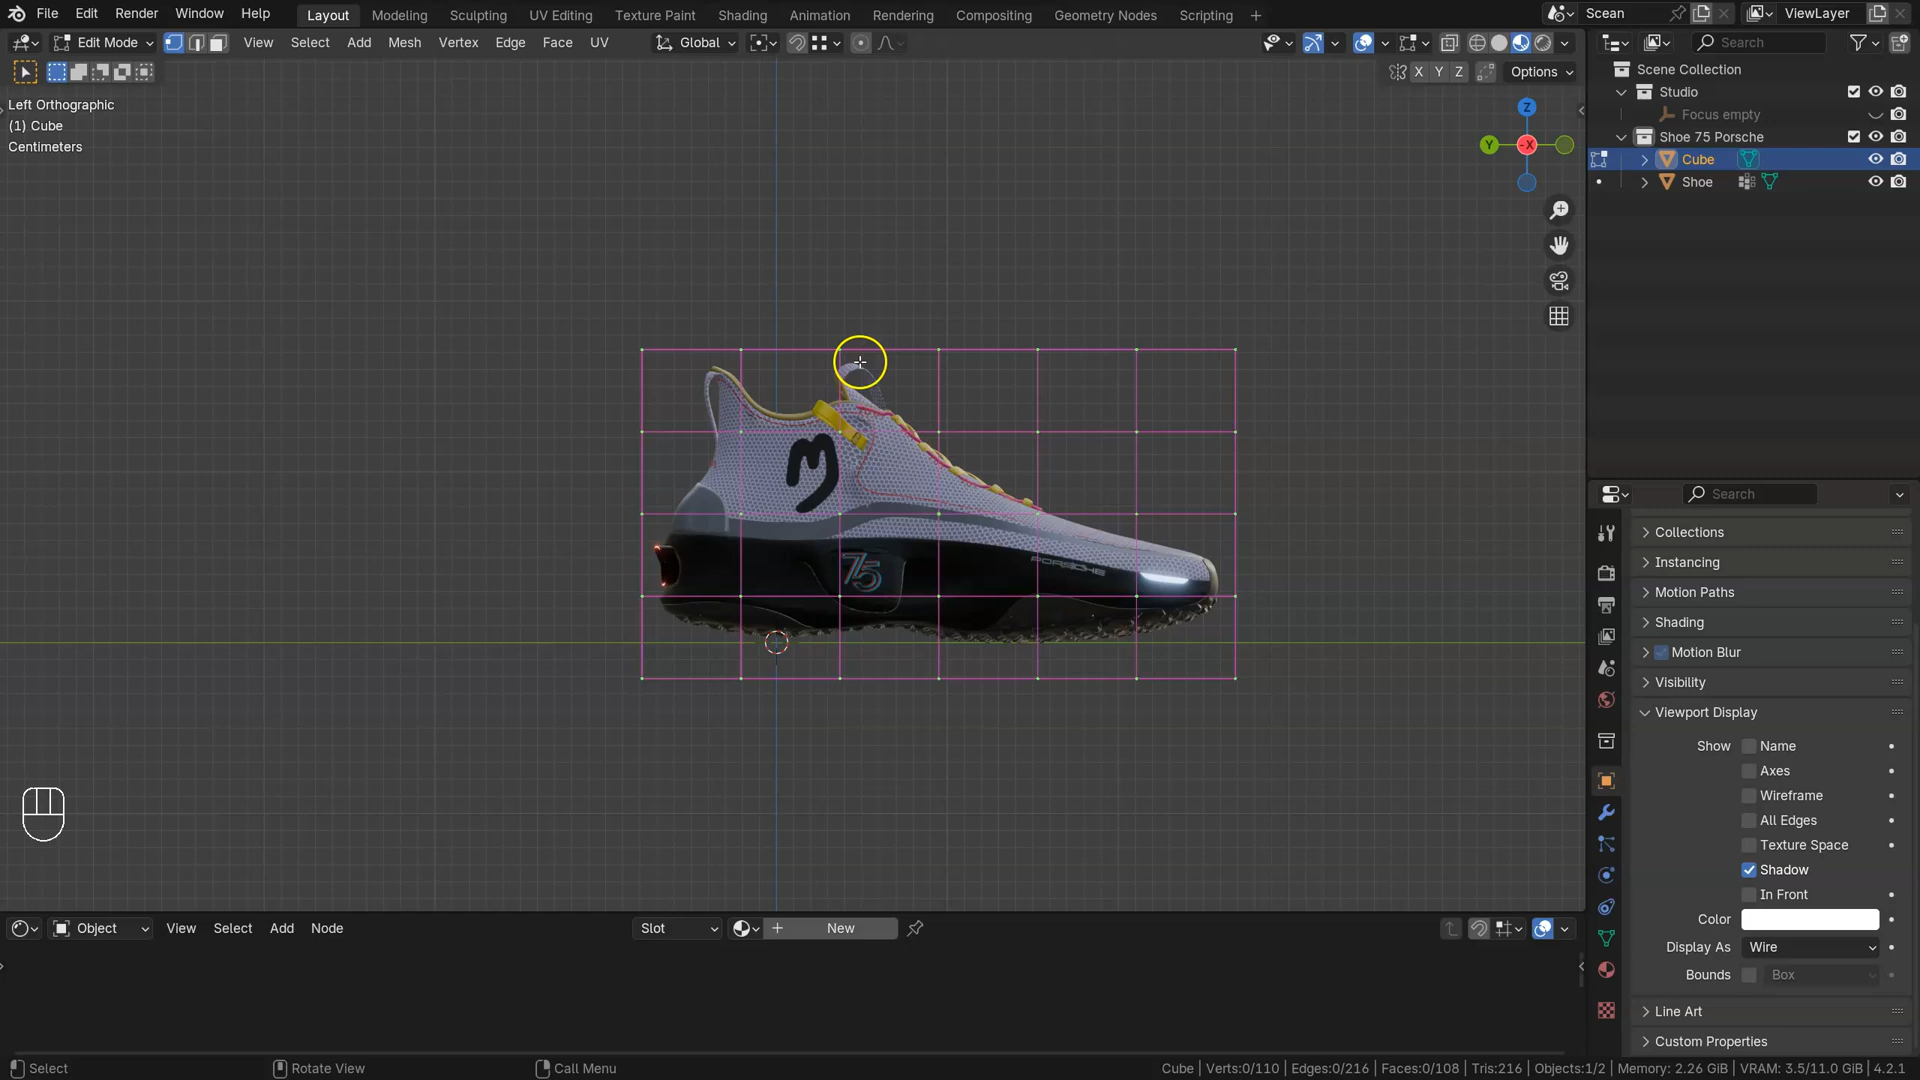 File Edit Render Window Help Layout Modeling Sculpting UV Editing Texture Paint Shading Animation Rendering Compositing Geometry Nodes Scripting + Scean ViewLayer
Edit Mode View Select Add Mesh Vertex Edge Face UV Global Search
X Y Z Options
Scene Collection
Studio
Focus empty
Shoe 75 Porsche
Cube
Shoe
Left Orthographic
(1) Cube
Centimeters
Z
Y
-X
75
PORSCHE
Search
Collections
Instancing
Motion Paths
Shading
Motion Blur
Visibility
Viewport Display
Show Name
Axes
Wireframe
All Edges
Texture Space
Shadow
In Front
Color
Display As Wire
Bounds Box
Line Art
Custom Properties
Object View Select Add Node Slot + New
Select Rotate View Call Menu Cube | Verts:0/110 | Edges:0/216 | Faces:0/108 | Tris:216 | Objects:1/2 | Memory: 2.26 GiB | VRAM: 3.5/11.0 GiB | 4.2.1